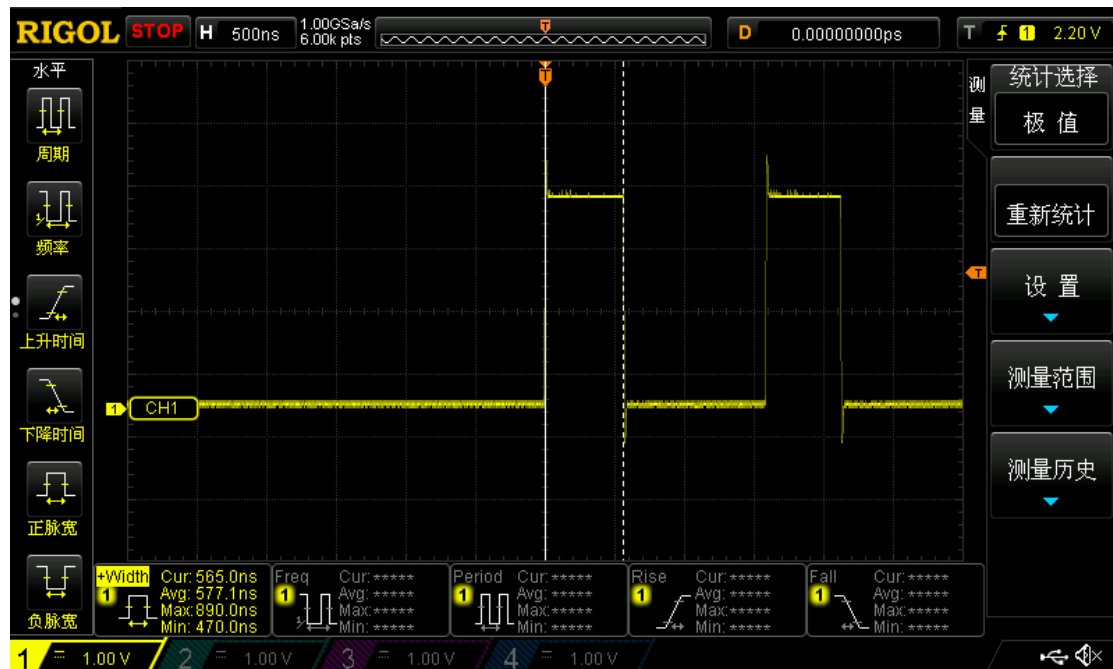 RIGOL STOP H 500ns 1.00GSa/s 6.00k pts T D 0.00000000ps T 1 2.20 V
水平
周期
频率
上升时间
下降时间
正脉宽
负脉宽
T
T
1 CH1
测量
统计选择
极 值
重新统计
设 置
测量范围
测量历史
+Width Cur: 565.0ns
1 Avg: 577.1ns
Max: 890.0ns
Min: 470.0ns
Freq Cur: *****
1 Avg: *****
Max: *****
Min: *****
Period Cur: *****
1 Avg: *****
Max: *****
Min: *****
Rise Cur: *****
1 Avg: *****
Max: *****
Min: *****
Fall Cur: *****
1 Avg: *****
Max: *****
Min: *****
1 = 1.00 V 2 = 1.00 V 3 = 1.00 V 4 = 1.00 V